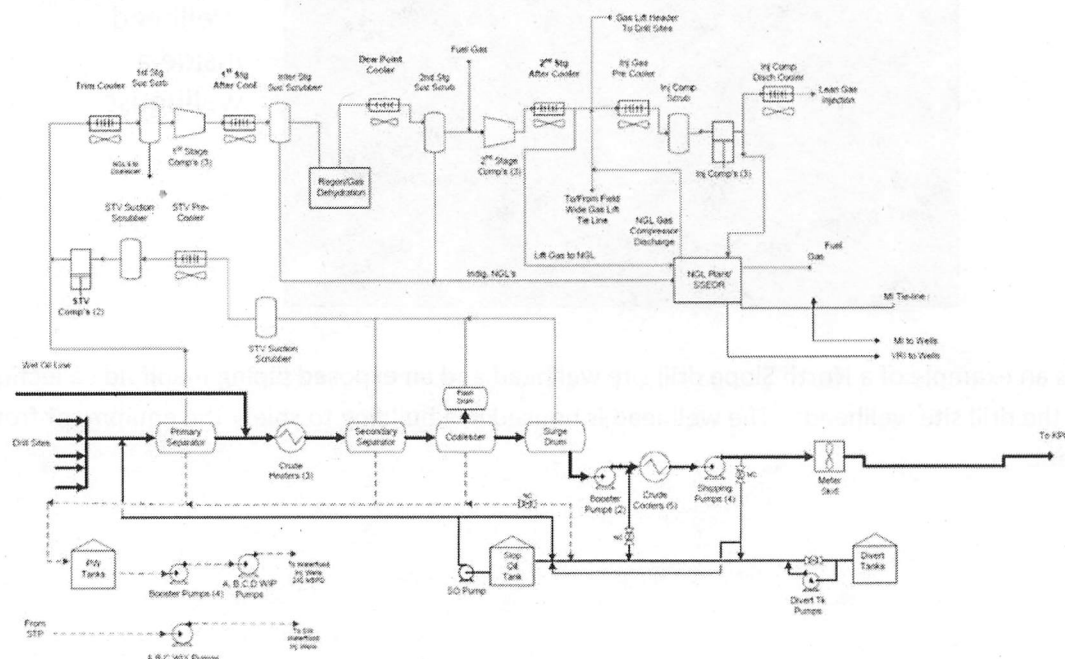 Gas Lift Header
To Drill Sites
Fuel Gas
Dew Point
Cooler
2nd Stg
Suc Scrub
2nd Stg
After Cooler
Inj Gas
Pre Cooler
Inj Comp
Scrub
Inj Comp
Disch Cooler
Lean Gas
Injection
Trim Cooler
1st Stg
Suc Scrub
1st Stg
After Cool
Inter Stg
Suc Scrubber
1st Stage
Comp's (3)
2nd Stage
Comp's (3)
Inj Comp's (3)
Regen/Gas
Dehydration
STV Suction
Scrubber
STV Pre-
Cooler
To/From Field
Wide Gas Lift
Tie Line
NGL Gas
Compressor
Discharge
Lift Gas to NGL
Indig. NGL's
NGL Plant/
SSEOR
Fuel
Gas
MI Tie-line
MI to Wells
VRI to Wells
STV
Comp's (2)
STV Suction
Scrubber
Wet Oil Line
Flash
Drum
Drill Sites
Primary
Separator
Crude
Heaters (3)
Secondary
Separator
Coalescer
Surge
Drum
Booster
Pumps (2)
Crude
Coolers (5)
Shipping
Pumps (4)
NC
Meter
Skid
NC
NC
PW
Tanks
Booster Pumps (4)
A, B,C,D WIP
Pumps
SO Pump
Slop
Oil
Tank
Divert
Tanks
Divert Tk
Pumps
From
STP